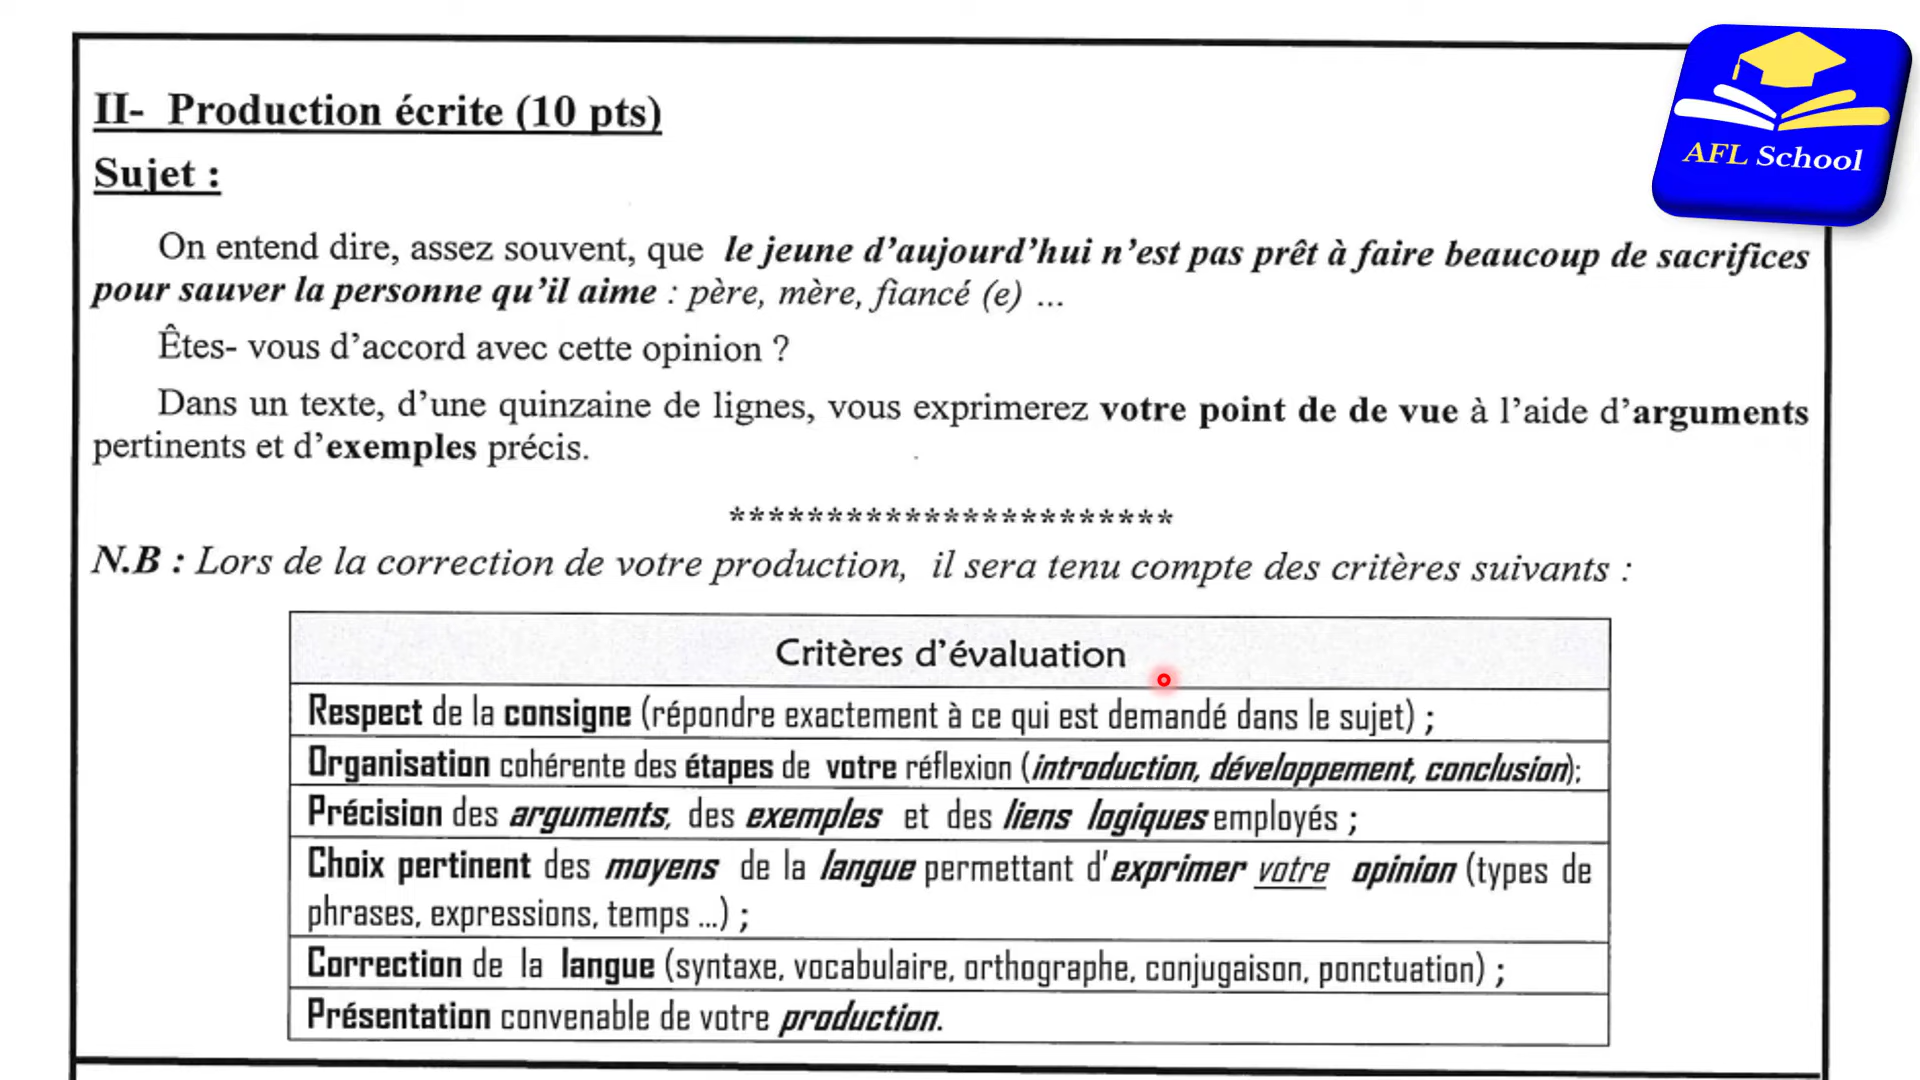 II- Production écrite (10 pts)
AFL School
Sujet :
On entend dire, assez souvent, que le jeune d'aujourd'hui n'est pas prêt à faire beaucoup de sacrifices
pour sauver la personne qu'il aime : père, mère, fiancé (e) ...
Êtes- vous d'accord avec cette opinion ?
Dans un texte, d'une quinzaine de lignes, vous exprimerez votre point de de vue à l'aide d'arguments
pertinents et d'exemples précis.
***********************
N.B : Lors de la correction de votre production, il sera tenu compte des critères suivants :
Critères d'évaluation
Respect de la consigne (répondre exactement à ce qui est demandé dans le sujet) ;
Organisation cohérente des étapes de votre réflexion (introduction, développement, conclusion);
Précision des arguments, des exemples et des liens logiques employés ;
Choix pertinent des moyens de la langue permettant d'exprimer votre opinion (types de
phrases, expressions, temps ...) ;
Correction de la langue (syntaxe, vocabulaire, orthographe, conjugaison, ponctuation) ;
Présentation convenable de votre production.